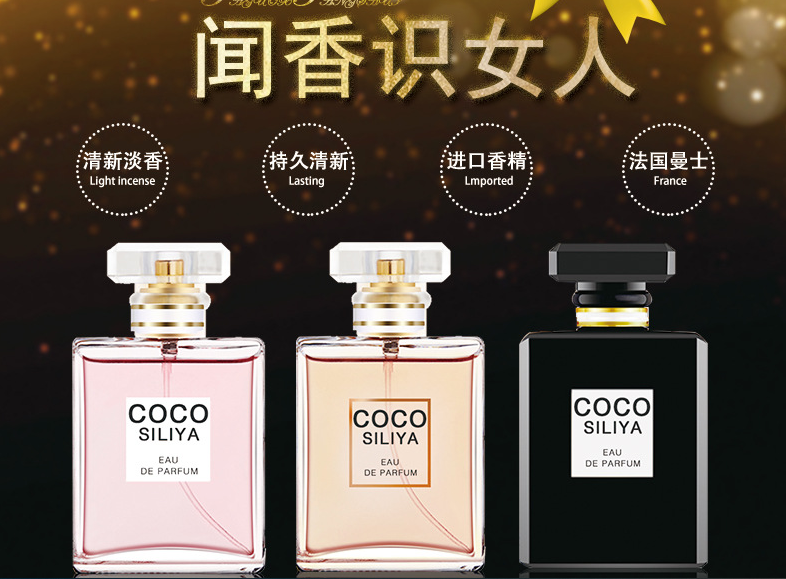 闻香识女人
清新淡香
Light incense
持久清新
Lasting
进口香精
Lmported
法国曼士
France
COCO
SILIYA
EAU
DE PARFUM
COCO
SILIYA
EAU
DE PARFUM
COCO
SILIYA
EAU
DE PARFUM